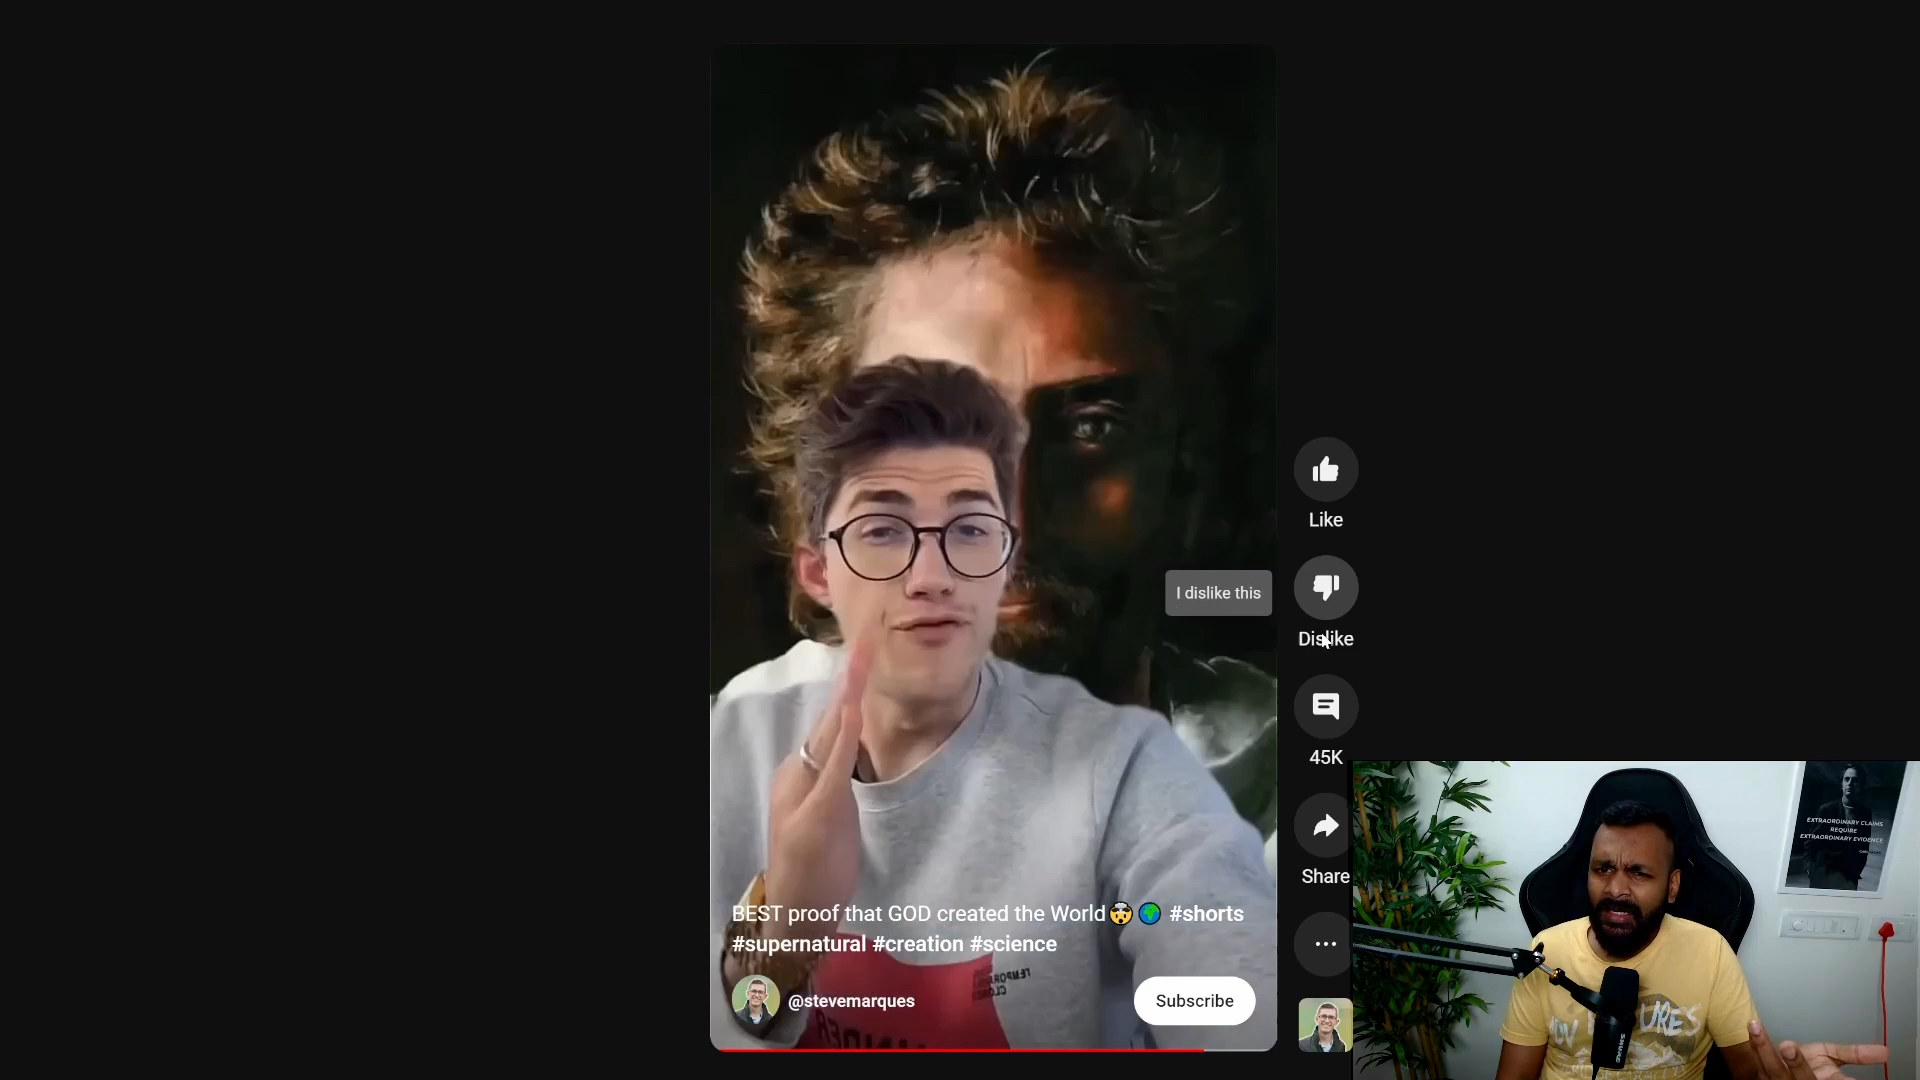 Like
I dislike this
Dislike
45K
Share
BEST proof that GOD created the World🤯🌍 #shorts
#supernatural #creation #science
@stevemarques
Subscribe
EXTRAORDINARY CLAIMS
REQUIRE
EXTRAORDINARY EVIDENCE